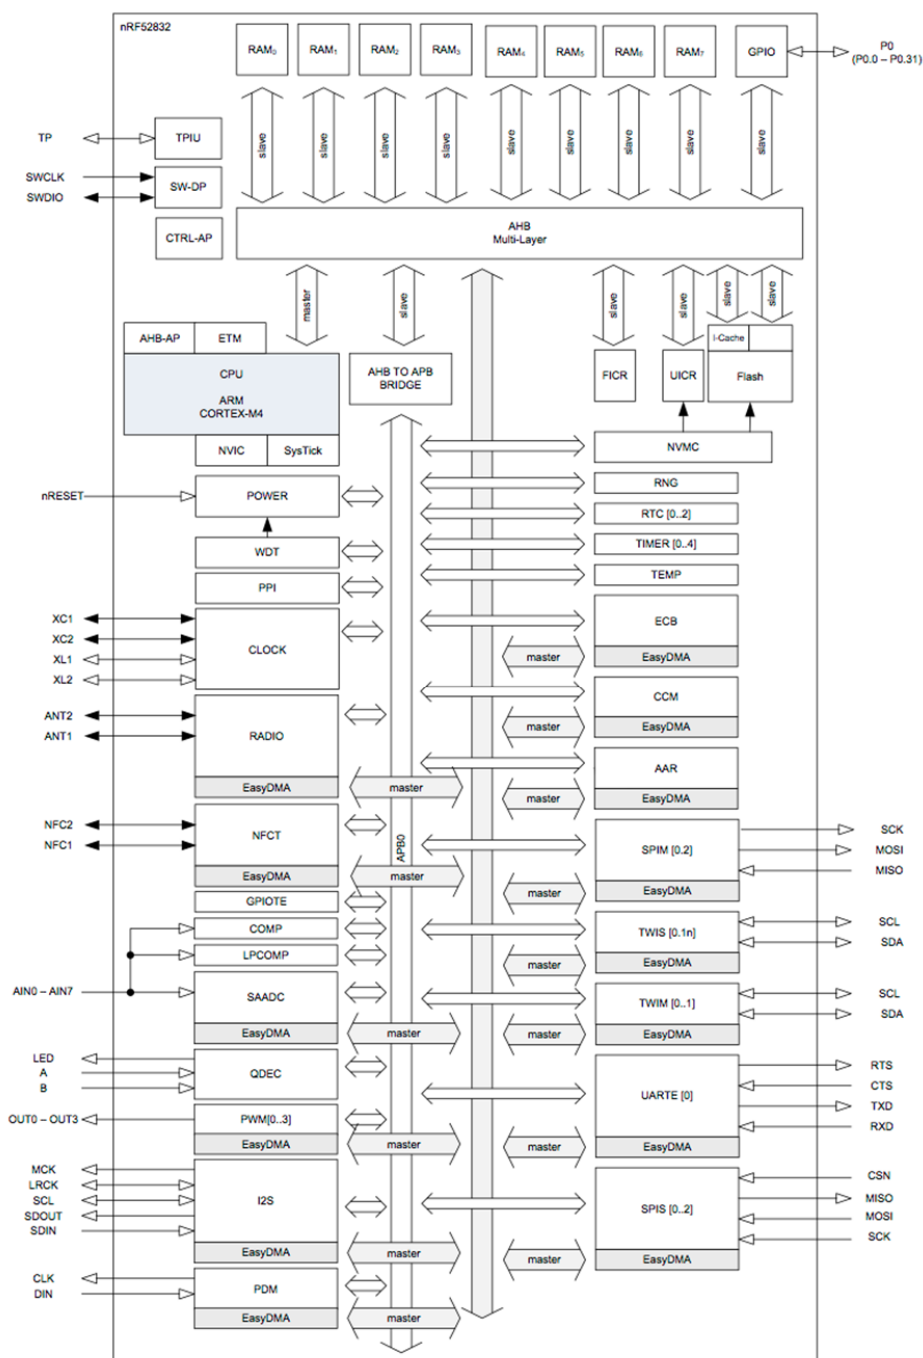 nRF52832
RAM₀ RAM₁ RAM₂ RAM₃ RAM₄ RAM₅ RAM₆ RAM₇ GPIO
P0
(P0.0 – P0.31)
slave slave slave slave slave slave slave slave slave
TP TPIU
SWCLK
SWDIO
SW-DP
CTRL-AP
AHB
Multi-Layer
master slave slave slave slave slave
AHB-AP ETM
CPU
ARM
CORTEX-M4
NVIC SysTick
AHB TO APB
BRIDGE
FICR UICR
I-Cache
Flash
NVMC
nRESET POWER
WDT
PPI
RNG
RTC [0..2]
TIMER [0..4]
TEMP
XC1
XC2
XL1
XL2
CLOCK
ECB
master EasyDMA
ANT2
ANT1
RADIO
EasyDMA master
CCM
master EasyDMA
AAR
master EasyDMA
NFC2
NFC1
NFCT
EasyDMA master
APB0
SPIM [0.2]
master EasyDMA
SCK
MOSI
MISO
GPIOTE
COMP
LPCOMP
AIN0 – AIN7
SAADC
EasyDMA master
TWIS [0.1n]
master EasyDMA
SCL
SDA
TWIM [0..1]
master EasyDMA
SCL
SDA
LED
A
B
QDEC
OUT0 – OUT3
PWM[0..3]
EasyDMA master
UARTE [0]
master EasyDMA
RTS
CTS
TXD
RXD
MCK
LRCK
SCL
SDOUT
SDIN
I2S
EasyDMA master
SPIS [0..2]
master EasyDMA
CSN
MISO
MOSI
SCK
CLK
DIN
PDM
EasyDMA master